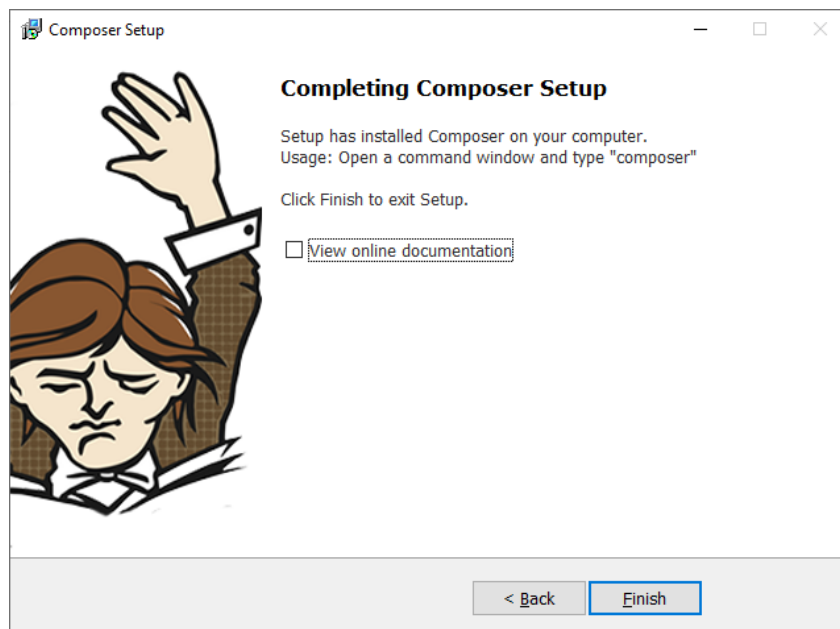 Composer Setup
Completing Composer Setup
Setup has installed Composer on your computer.
Usage: Open a command window and type "composer"
Click Finish to exit Setup.
View online documentation
< Back
Finish